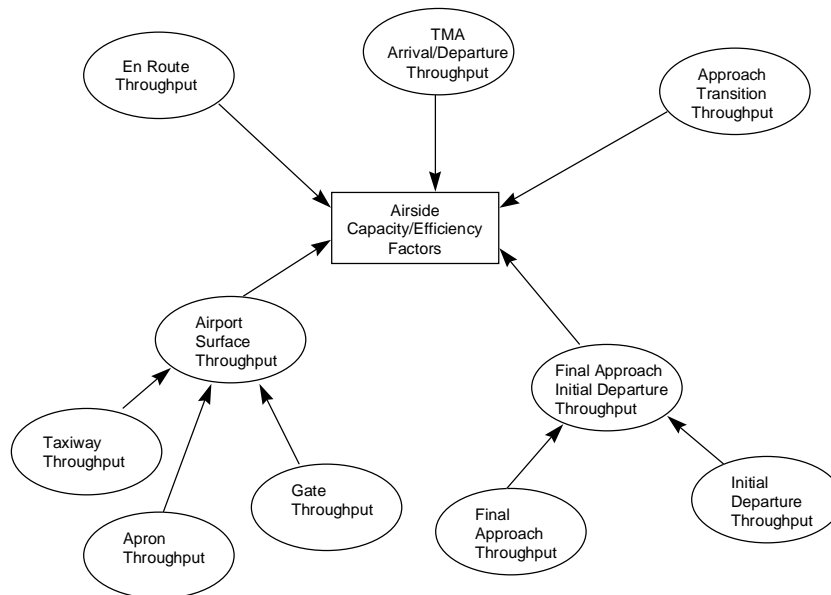 En Route
Throughput
TMA
Arrival/Departure
Throughput
Approach
Transition
Throughput
Airside
Capacity/Efficiency
Factors
Airport
Surface
Throughput
Final Approach
Initial Departure
Throughput
Taxiway
Throughput
Apron
Throughput
Gate
Throughput
Final
Approach
Throughput
Initial
Departure
Throughput